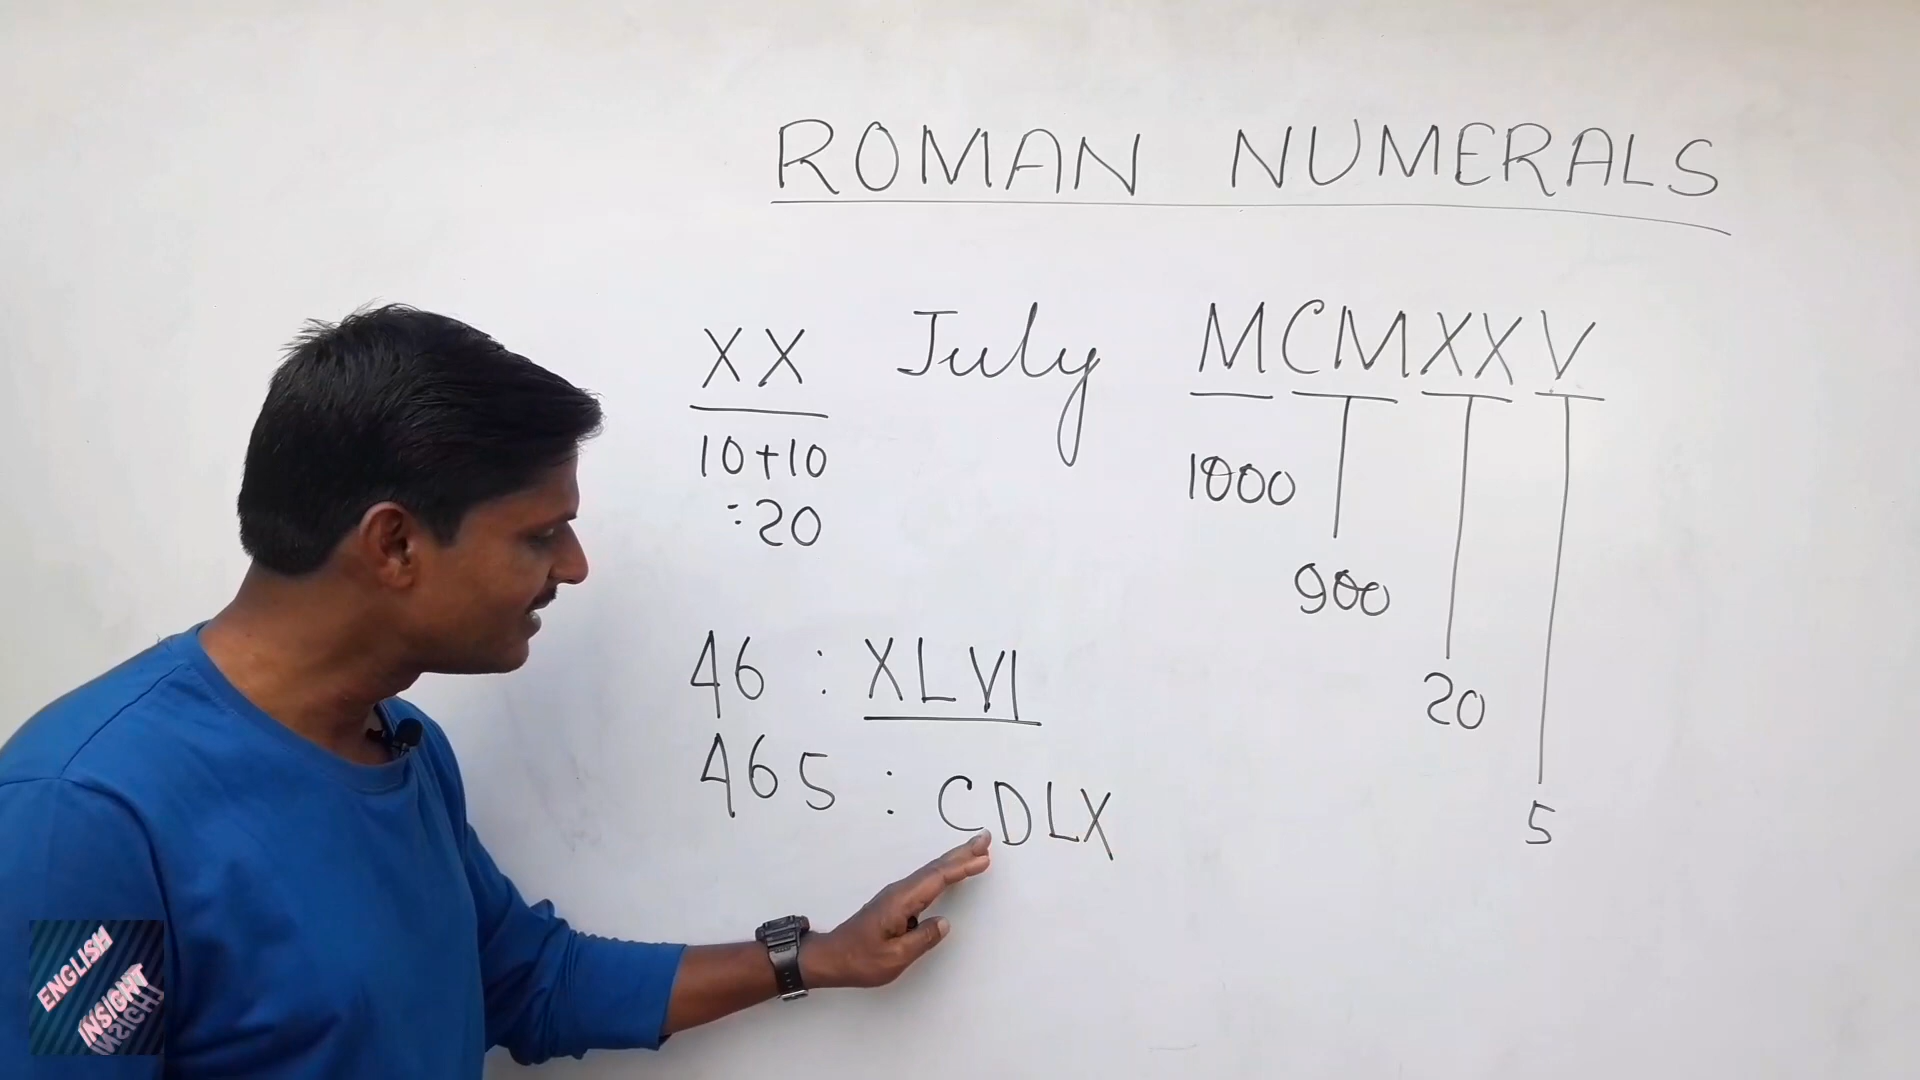 ROMAN NUMERALS
XX July MCMXXV
10+10
=20
1000
900
20
5
46 : XLVI
465 : CDLX
ENGLISH
INSIGHT